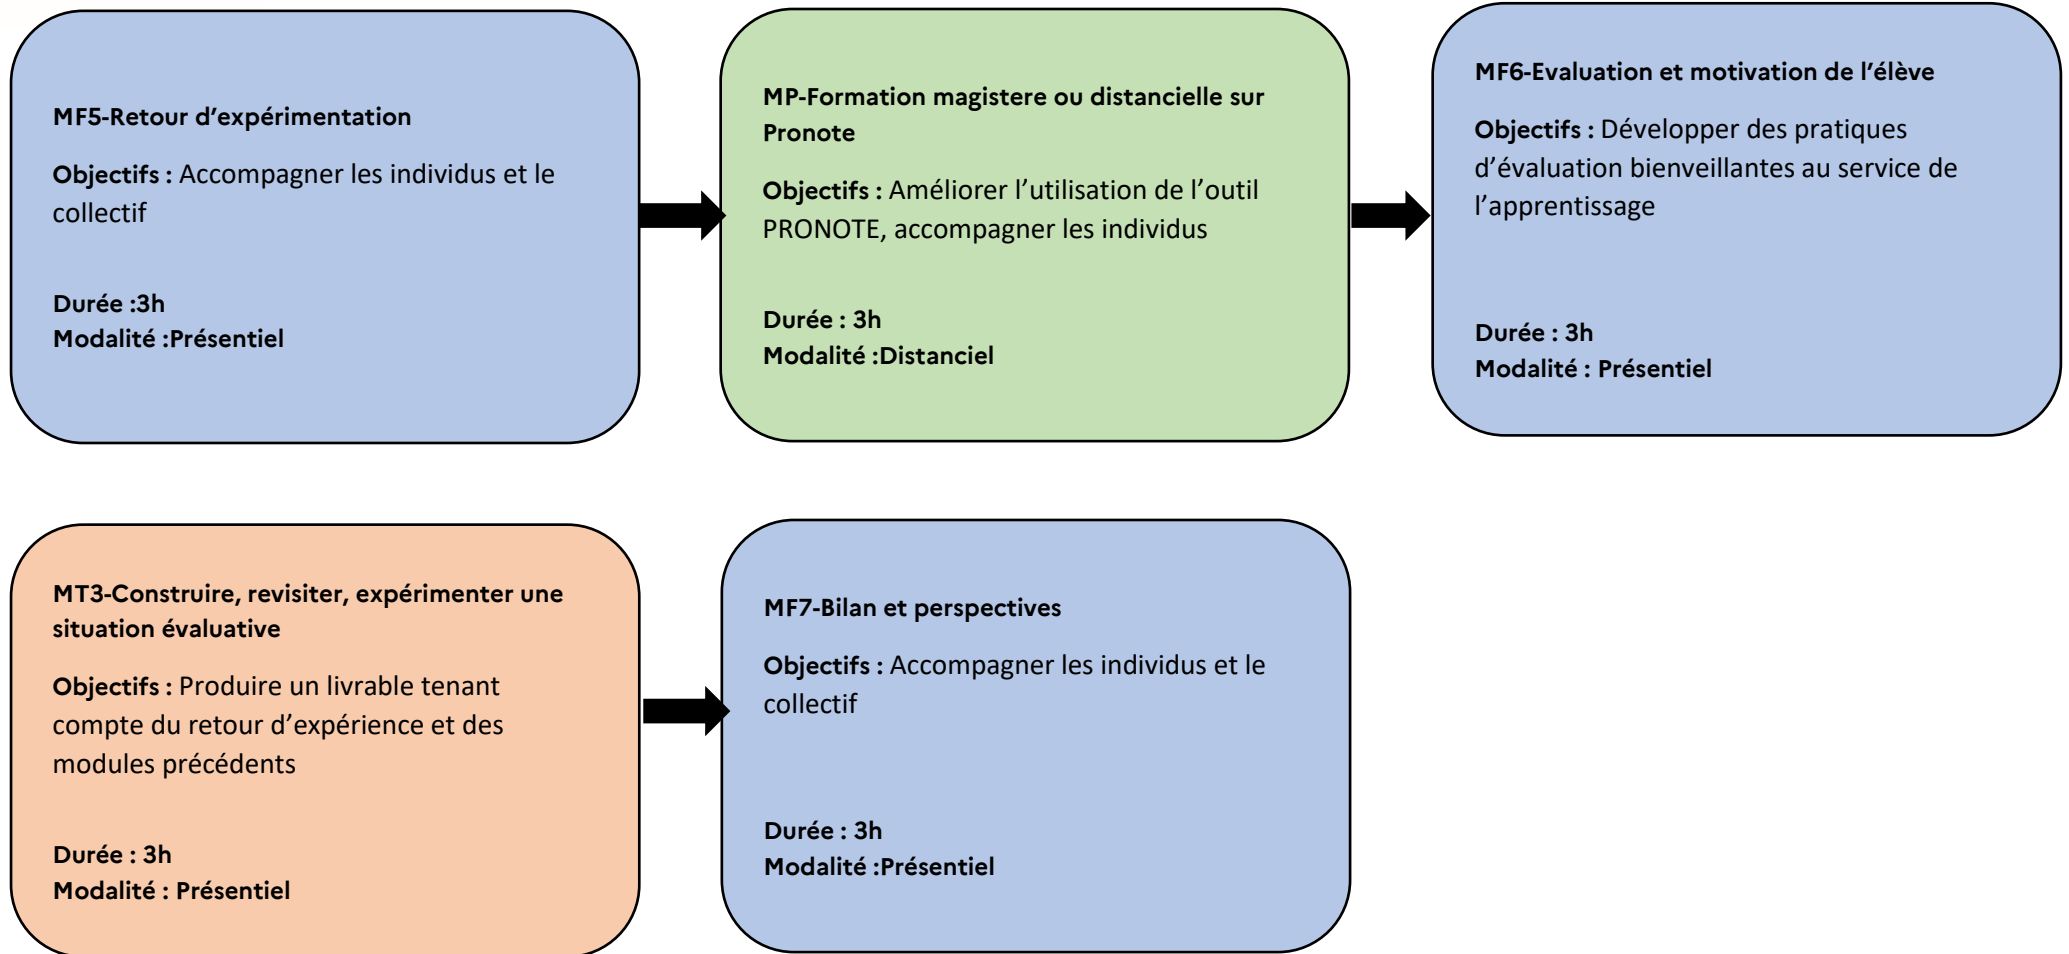 MF5-Retour d’expérimentation
Objectifs : Accompagner les individus et le
collectif
Durée :3h
Modalité :Présentiel
MP-Formation magistere ou distancielle sur
Pronote
Objectifs : Améliorer l’utilisation de l’outil
PRONOTE, accompagner les individus
Durée : 3h
Modalité :Distanciel
MF6-Evaluation et motivation de l’élève
Objectifs : Développer des pratiques
d’évaluation bienveillantes au service de
l’apprentissage
Durée : 3h
Modalité : Présentiel
MT3-Construire, revisiter, expérimenter une
situation évaluative
Objectifs : Produire un livrable tenant
compte du retour d’expérience et des
modules précédents
Durée : 3h
Modalité : Présentiel
MF7-Bilan et perspectives
Objectifs : Accompagner les individus et le
collectif
Durée : 3h
Modalité :Présentiel